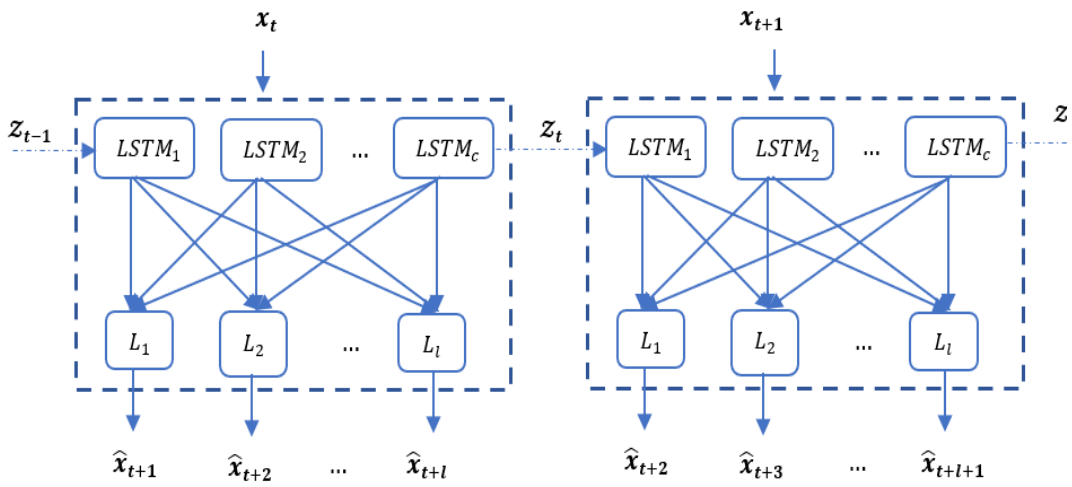 x_t x_{t+1}
z_{t-1} LSTM_1 LSTM_2 ... LSTM_c z_t LSTM_1 LSTM_2 ... LSTM_c z
L_1 L_2 ... L_l L_1 L_2 ... L_l
x̂_{t+1} x̂_{t+2} ... x̂_{t+l} x̂_{t+2} x̂_{t+3} ... x̂_{t+l+1}